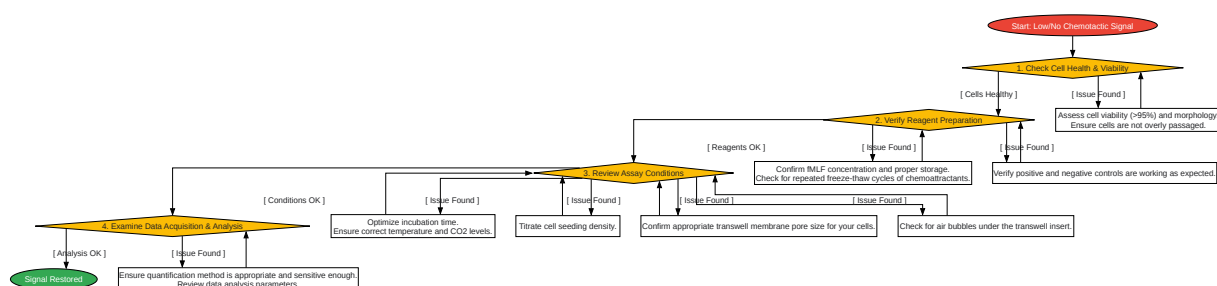 Start: Low/No Chemotactic Signal
1. Check Cell Health & Viability
[ Cells Healthy ]
[ Issue Found ]
Assess cell viability (>95%) and morphology.
Ensure cells are not overly passaged.
2. Verify Reagent Preparation
[ Reagents OK ]
[ Issue Found ]
[ Issue Found ]
Confirm fMLF concentration and proper storage.
Check for repeated freeze-thaw cycles of chemoattractants.
Verify positive and negative controls are working as expected.
3. Review Assay Conditions
[ Conditions OK ]
[ Issue Found ]
[ Issue Found ]
[ Issue Found ]
[ Issue Found ]
Optimize incubation time.
Ensure correct temperature and CO2 levels.
Titrate cell seeding density.
Confirm appropriate transwell membrane pore size for your cells.
Check for air bubbles under the transwell insert.
4. Examine Data Acquisition & Analysis
[ Analysis OK ]
[ Issue Found ]
Signal Restored
Ensure quantification method is appropriate and sensitive enough.
Review data analysis parameters